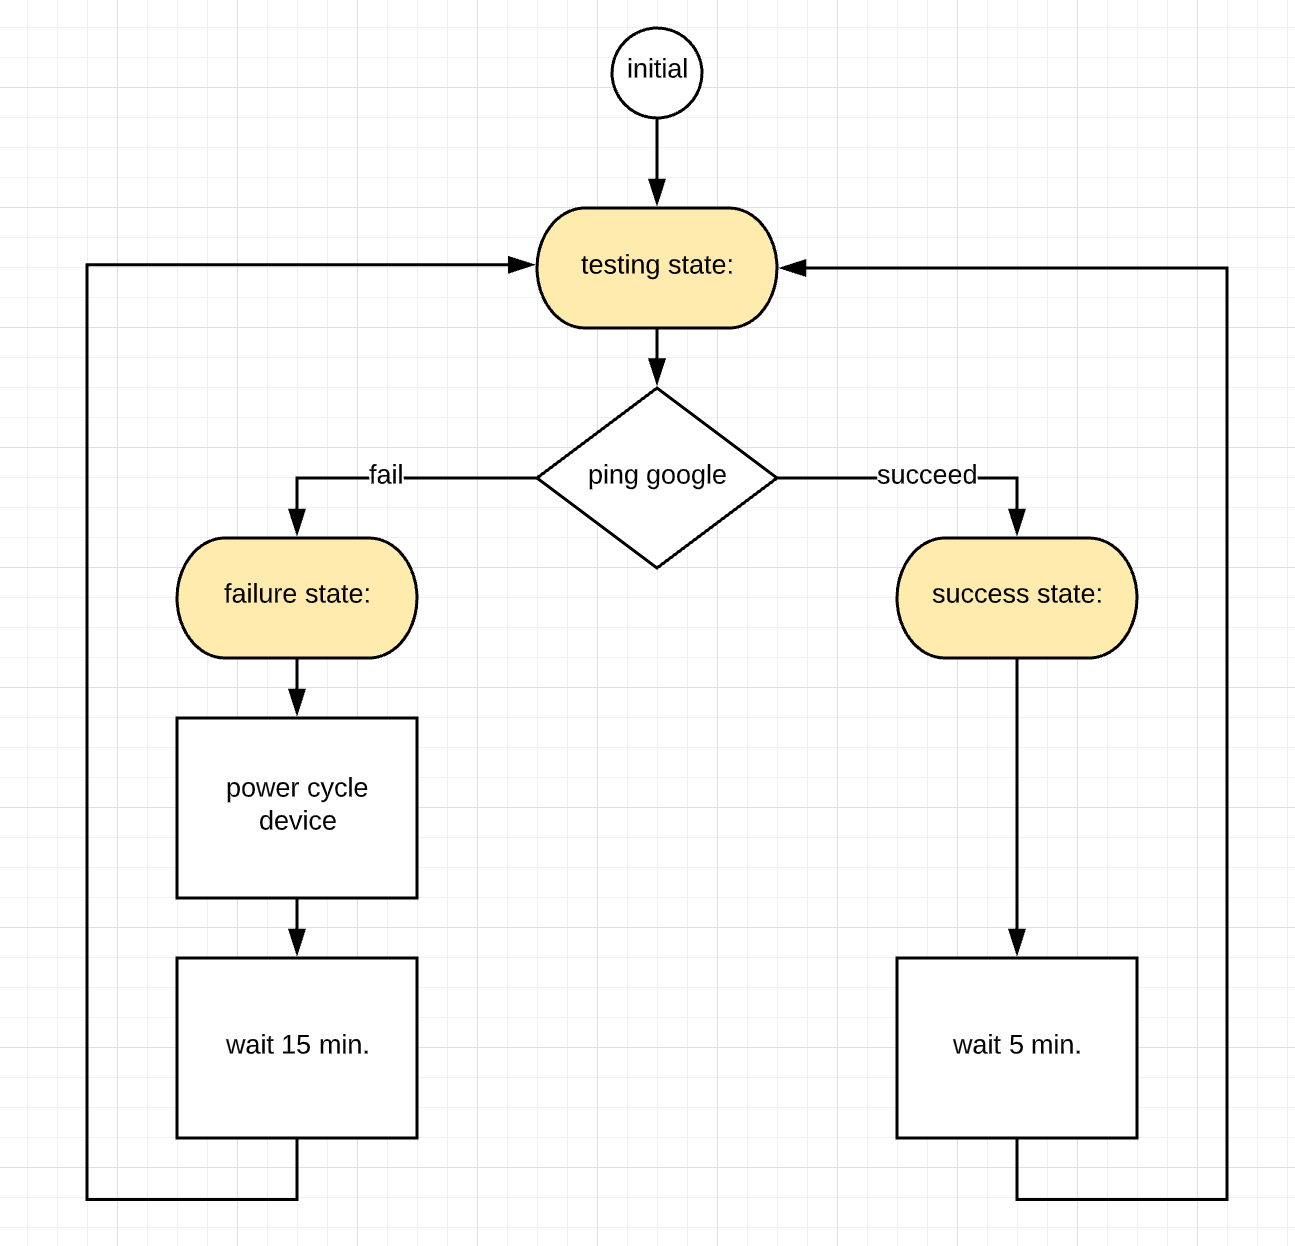 initial
testing state:
ping google
fail
succeed
failure state:
success state:
power cycle
device
wait 15 min.
wait 5 min.